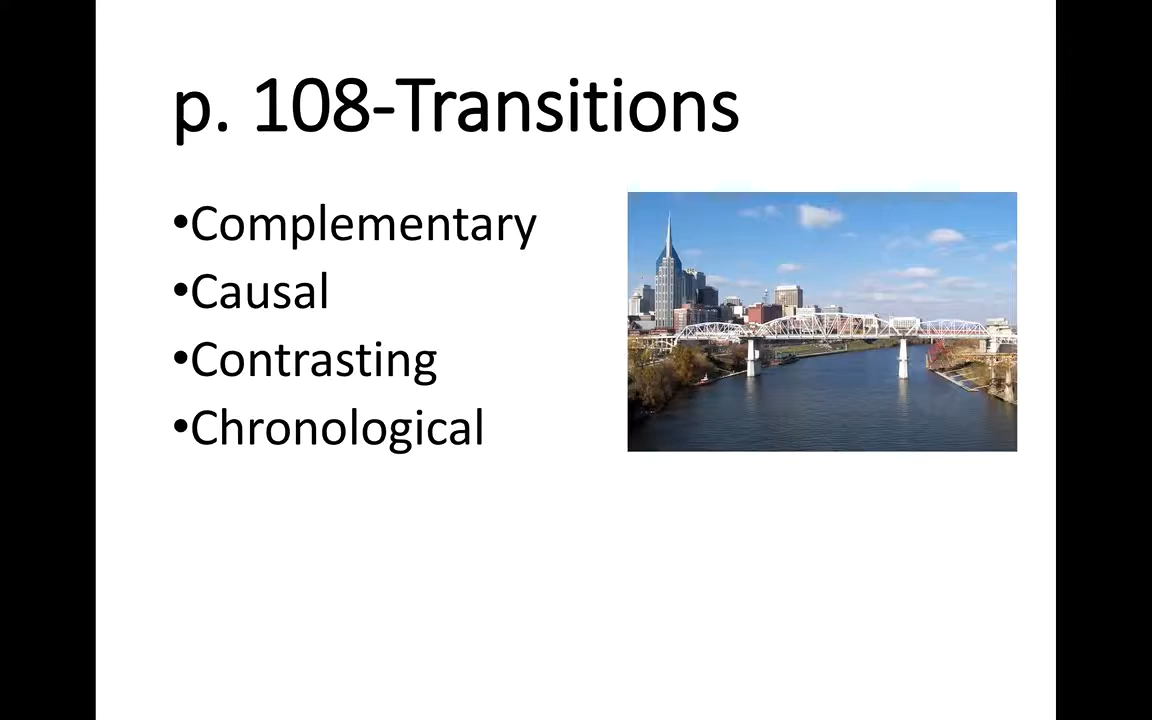 p. 108-Transitions
•Complementary
•Causal
•Contrasting
•Chronological